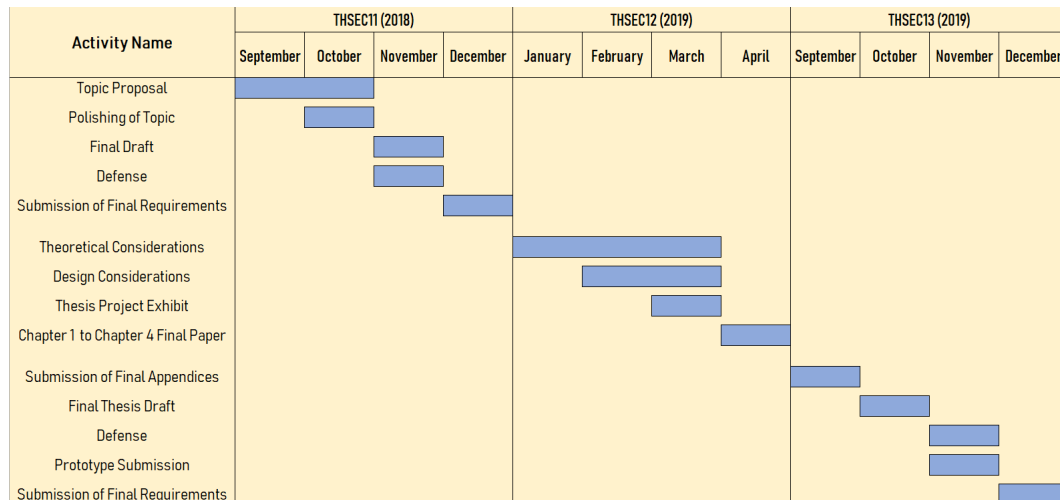 Activity Name
THSEC11 (2018)
THSEC12 (2019)
THSEC13 (2019)
September
October
November
December
January
February
March
April
September
October
November
December
Topic Proposal
Polishing of Topic
Final Draft
Defense
Submission of Final Requirements
Theoretical Considerations
Design Considerations
Thesis Project Exhibit
Chapter 1 to Chapter 4 Final Paper
Submission of Final Appendices
Final Thesis Draft
Defense
Prototype Submission
Submission of Final Requirements